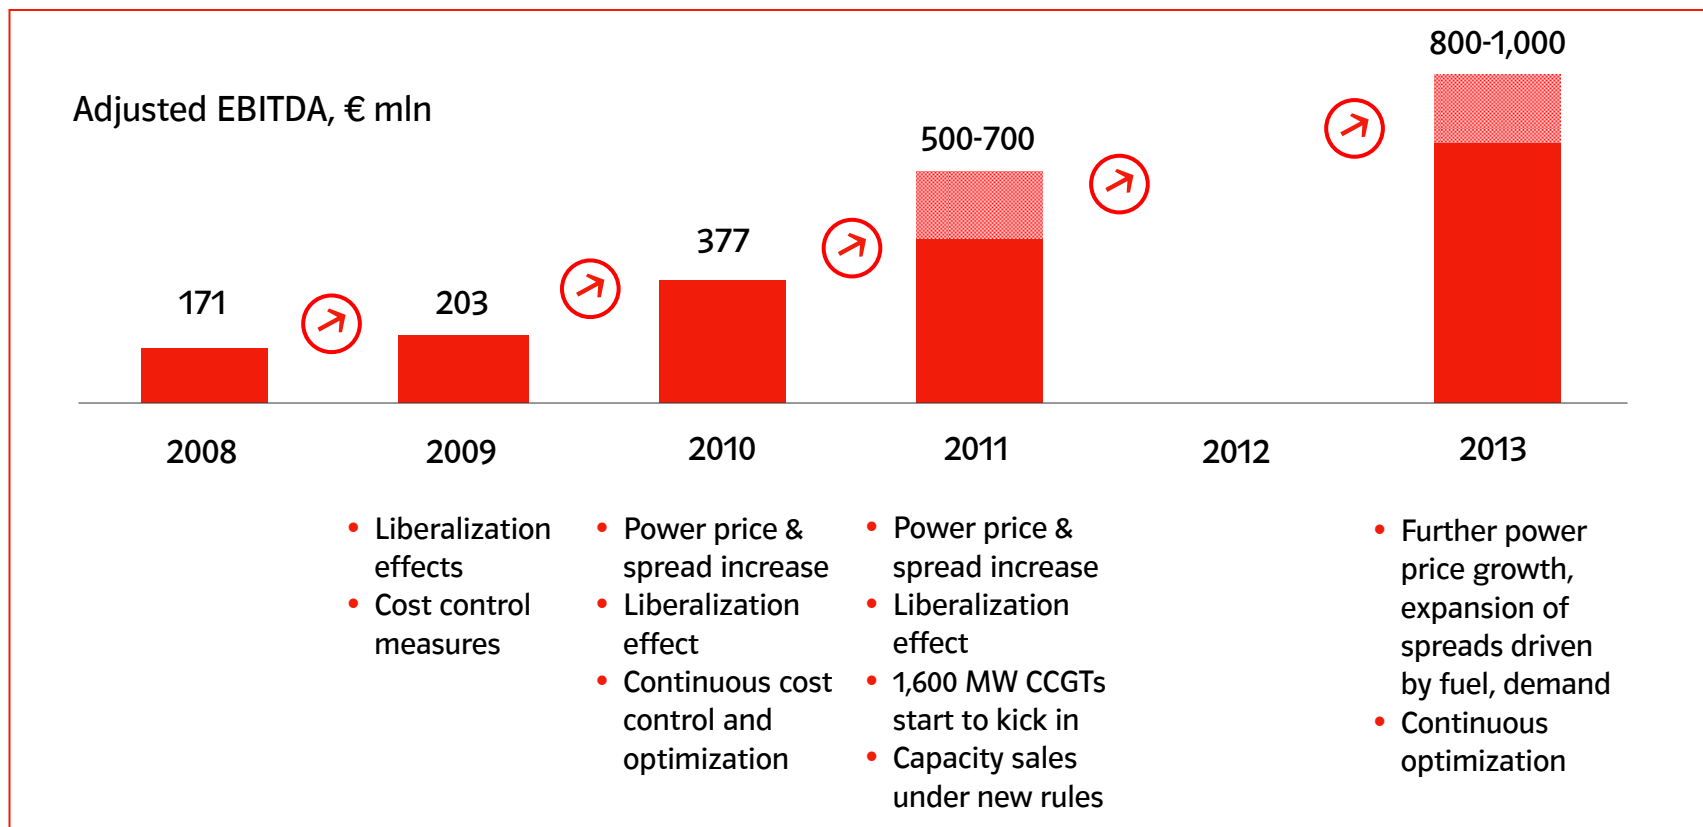 Adjusted EBITDA, € mln
171
203
377
500-700
800-1,000
2008
2009
2010
2011
2012
2013
• Liberalization
effects
• Cost control
measures
• Power price &
spread increase
• Liberalization
effect
• Continuous cost
control and
optimization
• Power price &
spread increase
• Liberalization
effect
• 1,600 MW CCGTs
start to kick in
• Capacity sales
under new rules
• Further power
price growth,
expansion of
spreads driven
by fuel, demand
• Continuous
optimization